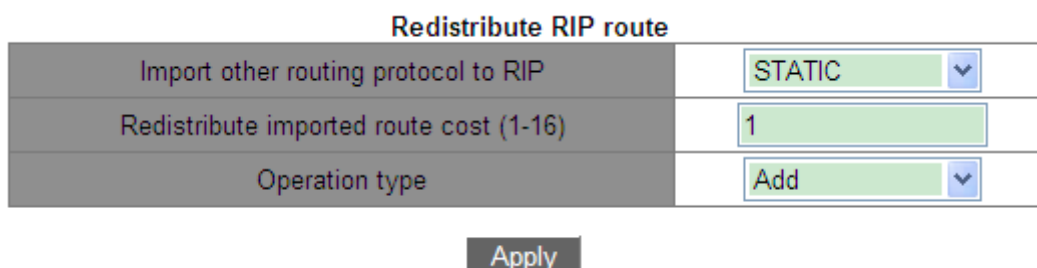 Redistribute RIP route
Import other routing protocol to RIP STATIC
Redistribute imported route cost (1-16) 1
Operation type Add
Apply